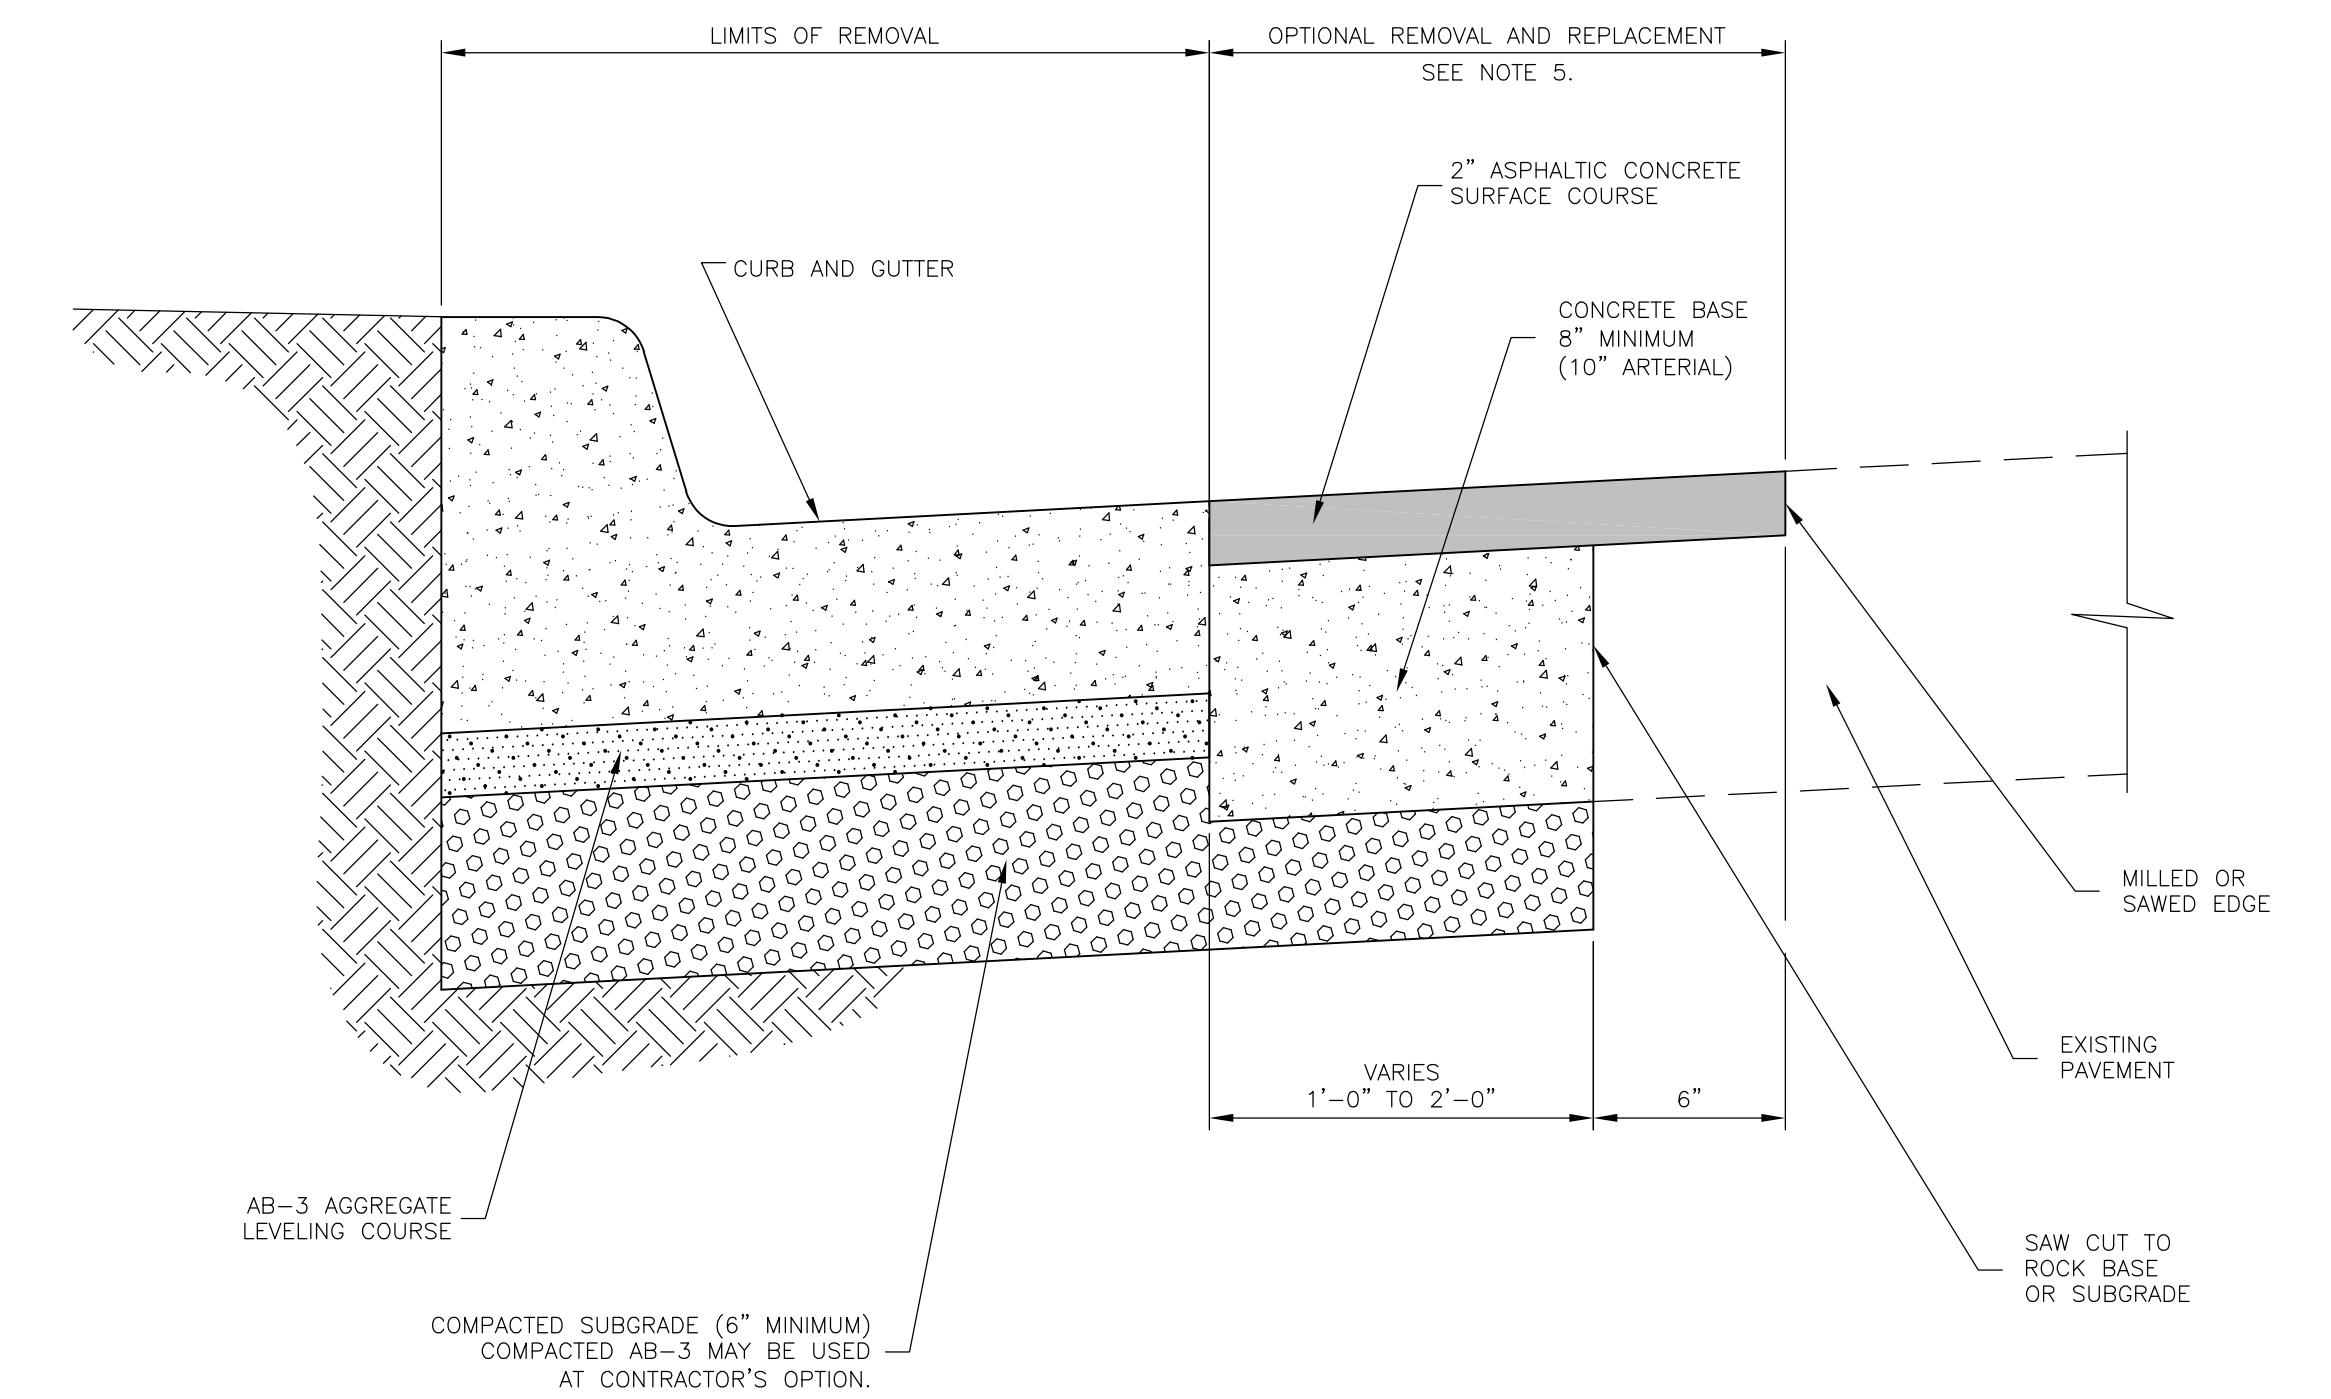 LIMITS OF REMOVAL
OPTIONAL REMOVAL AND REPLACEMENT
SEE NOTE 5.
2" ASPHALTIC CONCRETE
SURFACE COURSE
CURB AND GUTTER
CONCRETE BASE
8" MINIMUM
(10" ARTERIAL)
MILLED OR
SAWED EDGE
EXISTING
PAVEMENT
VARIES
1'-0" TO 2'-0"
6"
AB-3 AGGREGATE
LEVELING COURSE
SAW CUT TO
ROCK BASE
OR SUBGRADE
COMPACTED SUBGRADE (6" MINIMUM)
COMPACTED AB-3 MAY BE USED
AT CONTRACTOR'S OPTION.